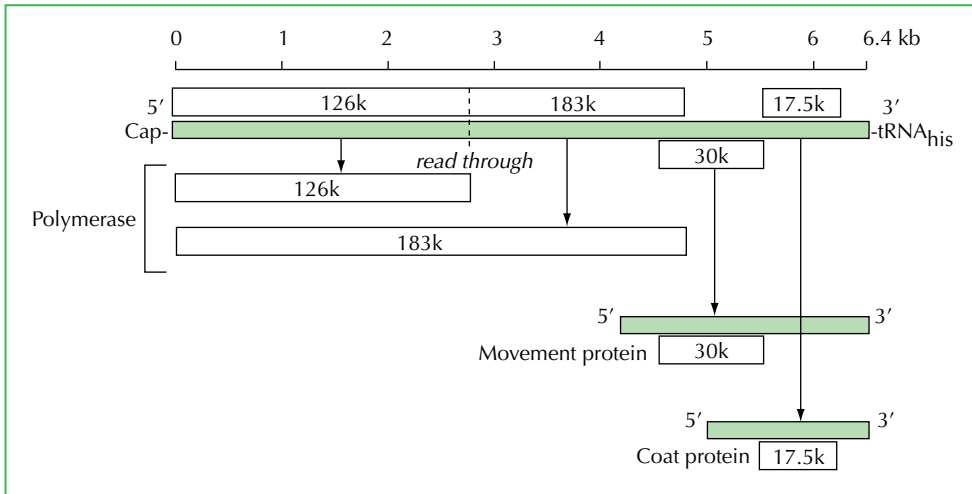 0 1 2 3 4 5 6 6.4 kb
126k 183k 17.5k
5′ 3′
Cap- -tRNAhis
read through 30k
126k
Polymerase
183k
5′ 3′
Movement protein 30k
5′ 3′
Coat protein 17.5k